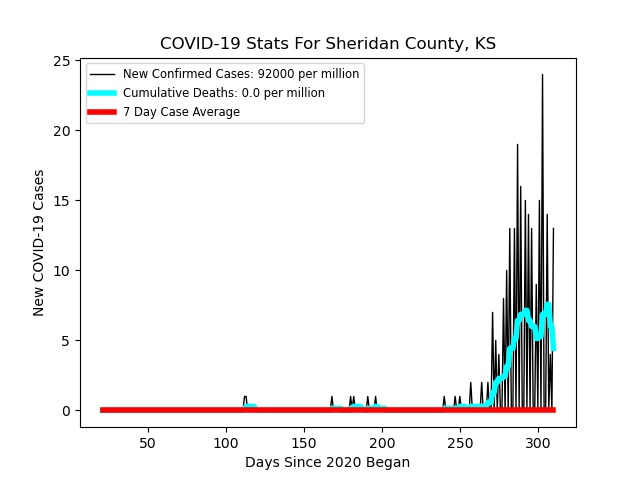 COVID-19 Stats For Sheridan County, KS
New Confirmed Cases: 92000 per million
Cumulative Deaths: 0.0 per million
7 Day Case Average
New COVID-19 Cases
25
20
15
10
5
0
50 100 150 200 250 300
Days Since 2020 Began